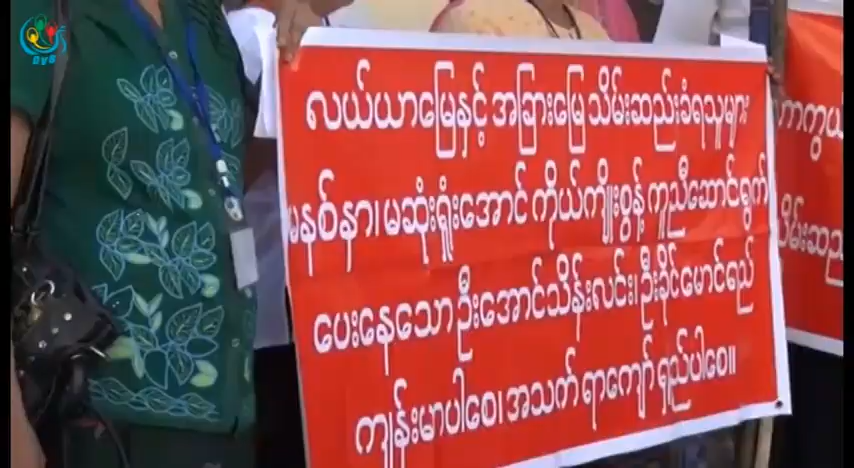 DVB
လယ်ယာမြေနှင့် အခြားမြေ သိမ်းဆည်းခံရသူများ
မနစ်နာ၊ မဆုံးရှုံးအောင် ကိုယ်ကျိုးစွန့် ကူညီဆောင်ရွက်
ပေးနေသော ဦးအောင်သိန်းလင်း၊ ဦးခိုင်မောင်ရည်
ကျန်းမာပါစေ၊ အသက်ရာကျော်ရှည်ပါစေ။